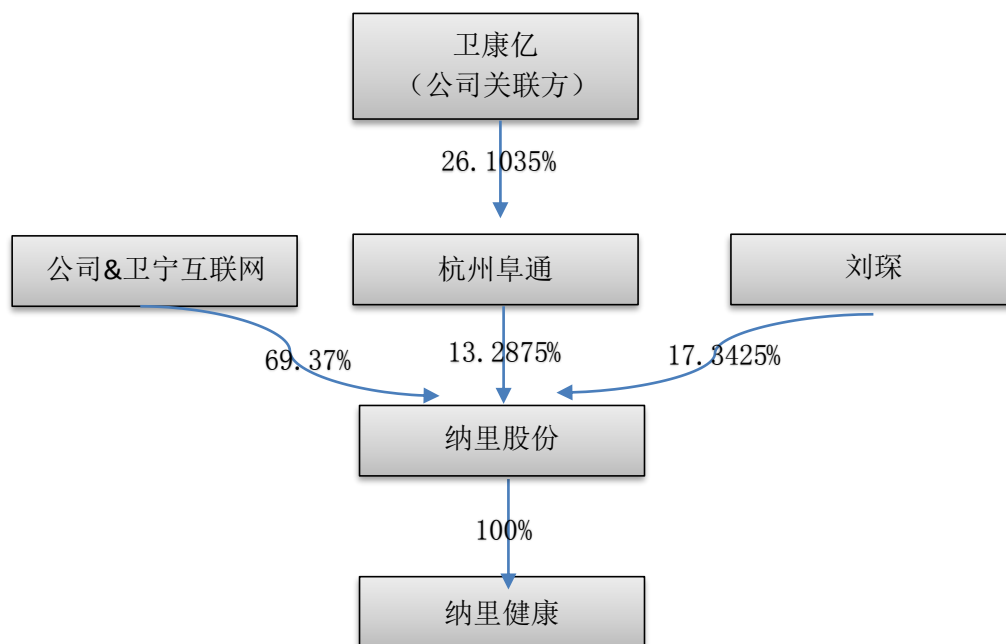 卫康亿
（公司关联方）
26.1035%
公司&卫宁互联网
杭州阜通
刘琛
69.37%
13.2875%
17.3425%
纳里股份
100%
纳里健康